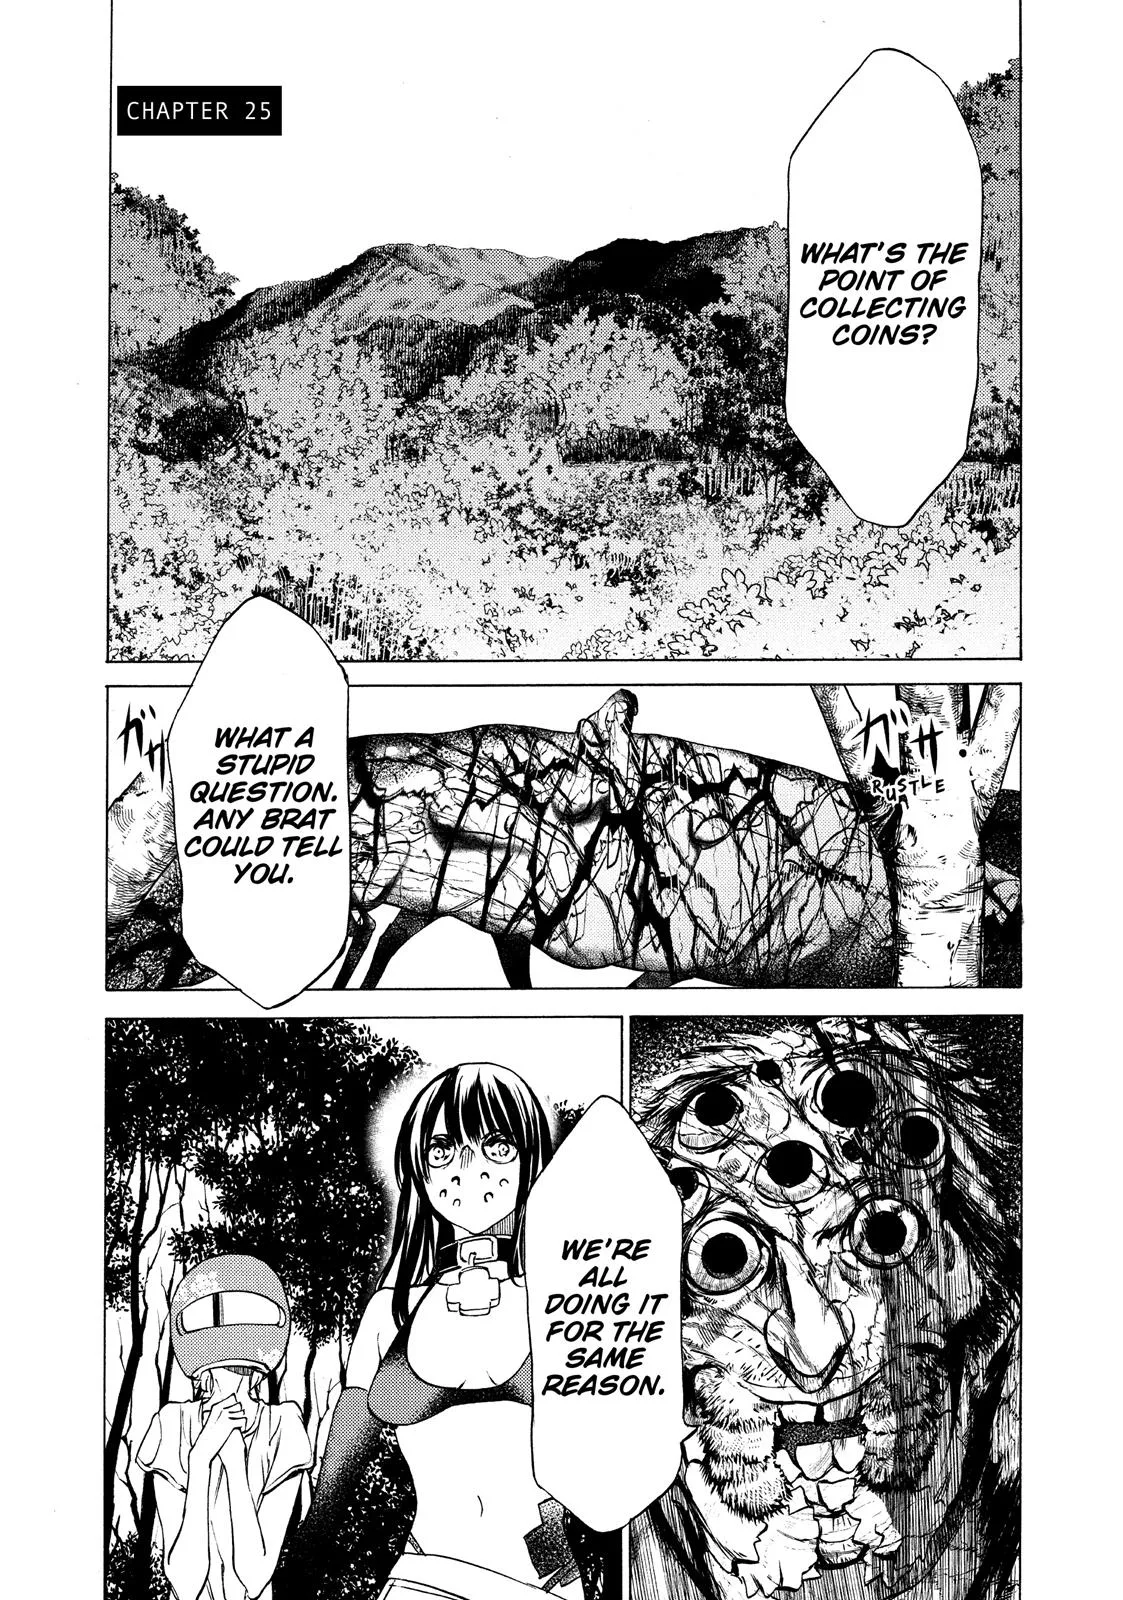 CHAPTER 25
WHAT'S THE
POINT OF
COLLECTING
COINS?
ガサ
RUSTLE
ガサ
WHAT A
STUPID
QUESTION.
ANY BRAT
COULD TELL
YOU.
WE'RE
ALL
DOING IT
FOR THE
SAME
REASON.